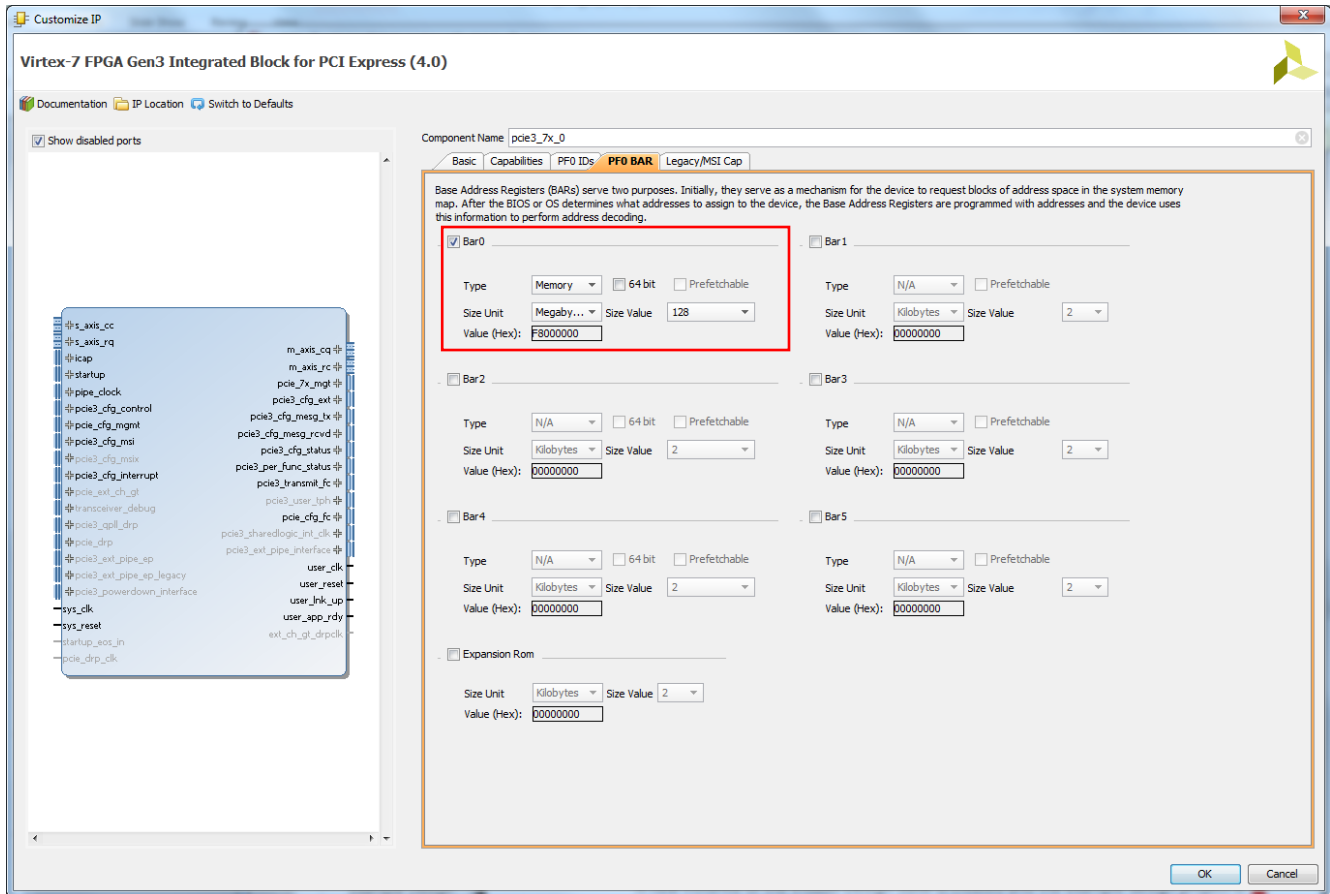 Customize IP
Virtex-7 FPGA Gen3 Integrated Block for PCI Express (4.0)
Documentation IP Location Switch to Defaults
Show disabled ports
s_axis_cc
s_axis_rq
icap
startup
pipe_clock
pcie3_cfg_control
pcie_cfg_mgmt
pcie3_cfg_msi
pcie3_cfg_msix
pcie3_cfg_interrupt
pcie_ext_ch_gt
transceiver_debug
pcie3_qpll_drp
pcie_drp
pcie3_ext_pipe_ep
pcie3_ext_pipe_ep_legacy
pcie3_powerdown_interface
sys_clk
sys_reset
startup_eos_in
pcie_drp_clk
m_axis_cq
m_axis_rc
pcie_7x_mgt
pcie3_cfg_ext
pcie3_cfg_mesg_tx
pcie3_cfg_mesg_rcvd
pcie3_cfg_status
pcie3_per_func_status
pcie3_transmit_fc
pcie3_user_tph
pcie_cfg_fc
pcie3_sharedlogic_int_clk
pcie3_ext_pipe_interface
user_clk
user_reset
user_lnk_up
user_app_rdy
ext_ch_gt_drpclk
Component Name pcie3_7x_0
Basic Capabilities PF0 IDs PF0 BAR Legacy/MSI Cap
Base Address Registers (BARs) serve two purposes. Initially, they serve as a mechanism for the device to request blocks of address space in the system memory
map. After the BIOS or OS determines what addresses to assign to the device, the Base Address Registers are programmed with addresses and the device uses
this information to perform address decoding.
Bar0
Type Memory 64 bit Prefetchable
Size Unit Megaby... Size Value 128
Value (Hex): F8000000
Bar1
Type N/A Prefetchable
Size Unit Kilobytes Size Value 2
Value (Hex): 00000000
Bar2
Type N/A 64 bit Prefetchable
Size Unit Kilobytes Size Value 2
Value (Hex): 00000000
Bar3
Type N/A Prefetchable
Size Unit Kilobytes Size Value 2
Value (Hex): 00000000
Bar4
Type N/A 64 bit Prefetchable
Size Unit Kilobytes Size Value 2
Value (Hex): 00000000
Bar5
Type N/A Prefetchable
Size Unit Kilobytes Size Value 2
Value (Hex): 00000000
Expansion Rom
Size Unit Kilobytes Size Value 2
Value (Hex): 00000000
OK Cancel